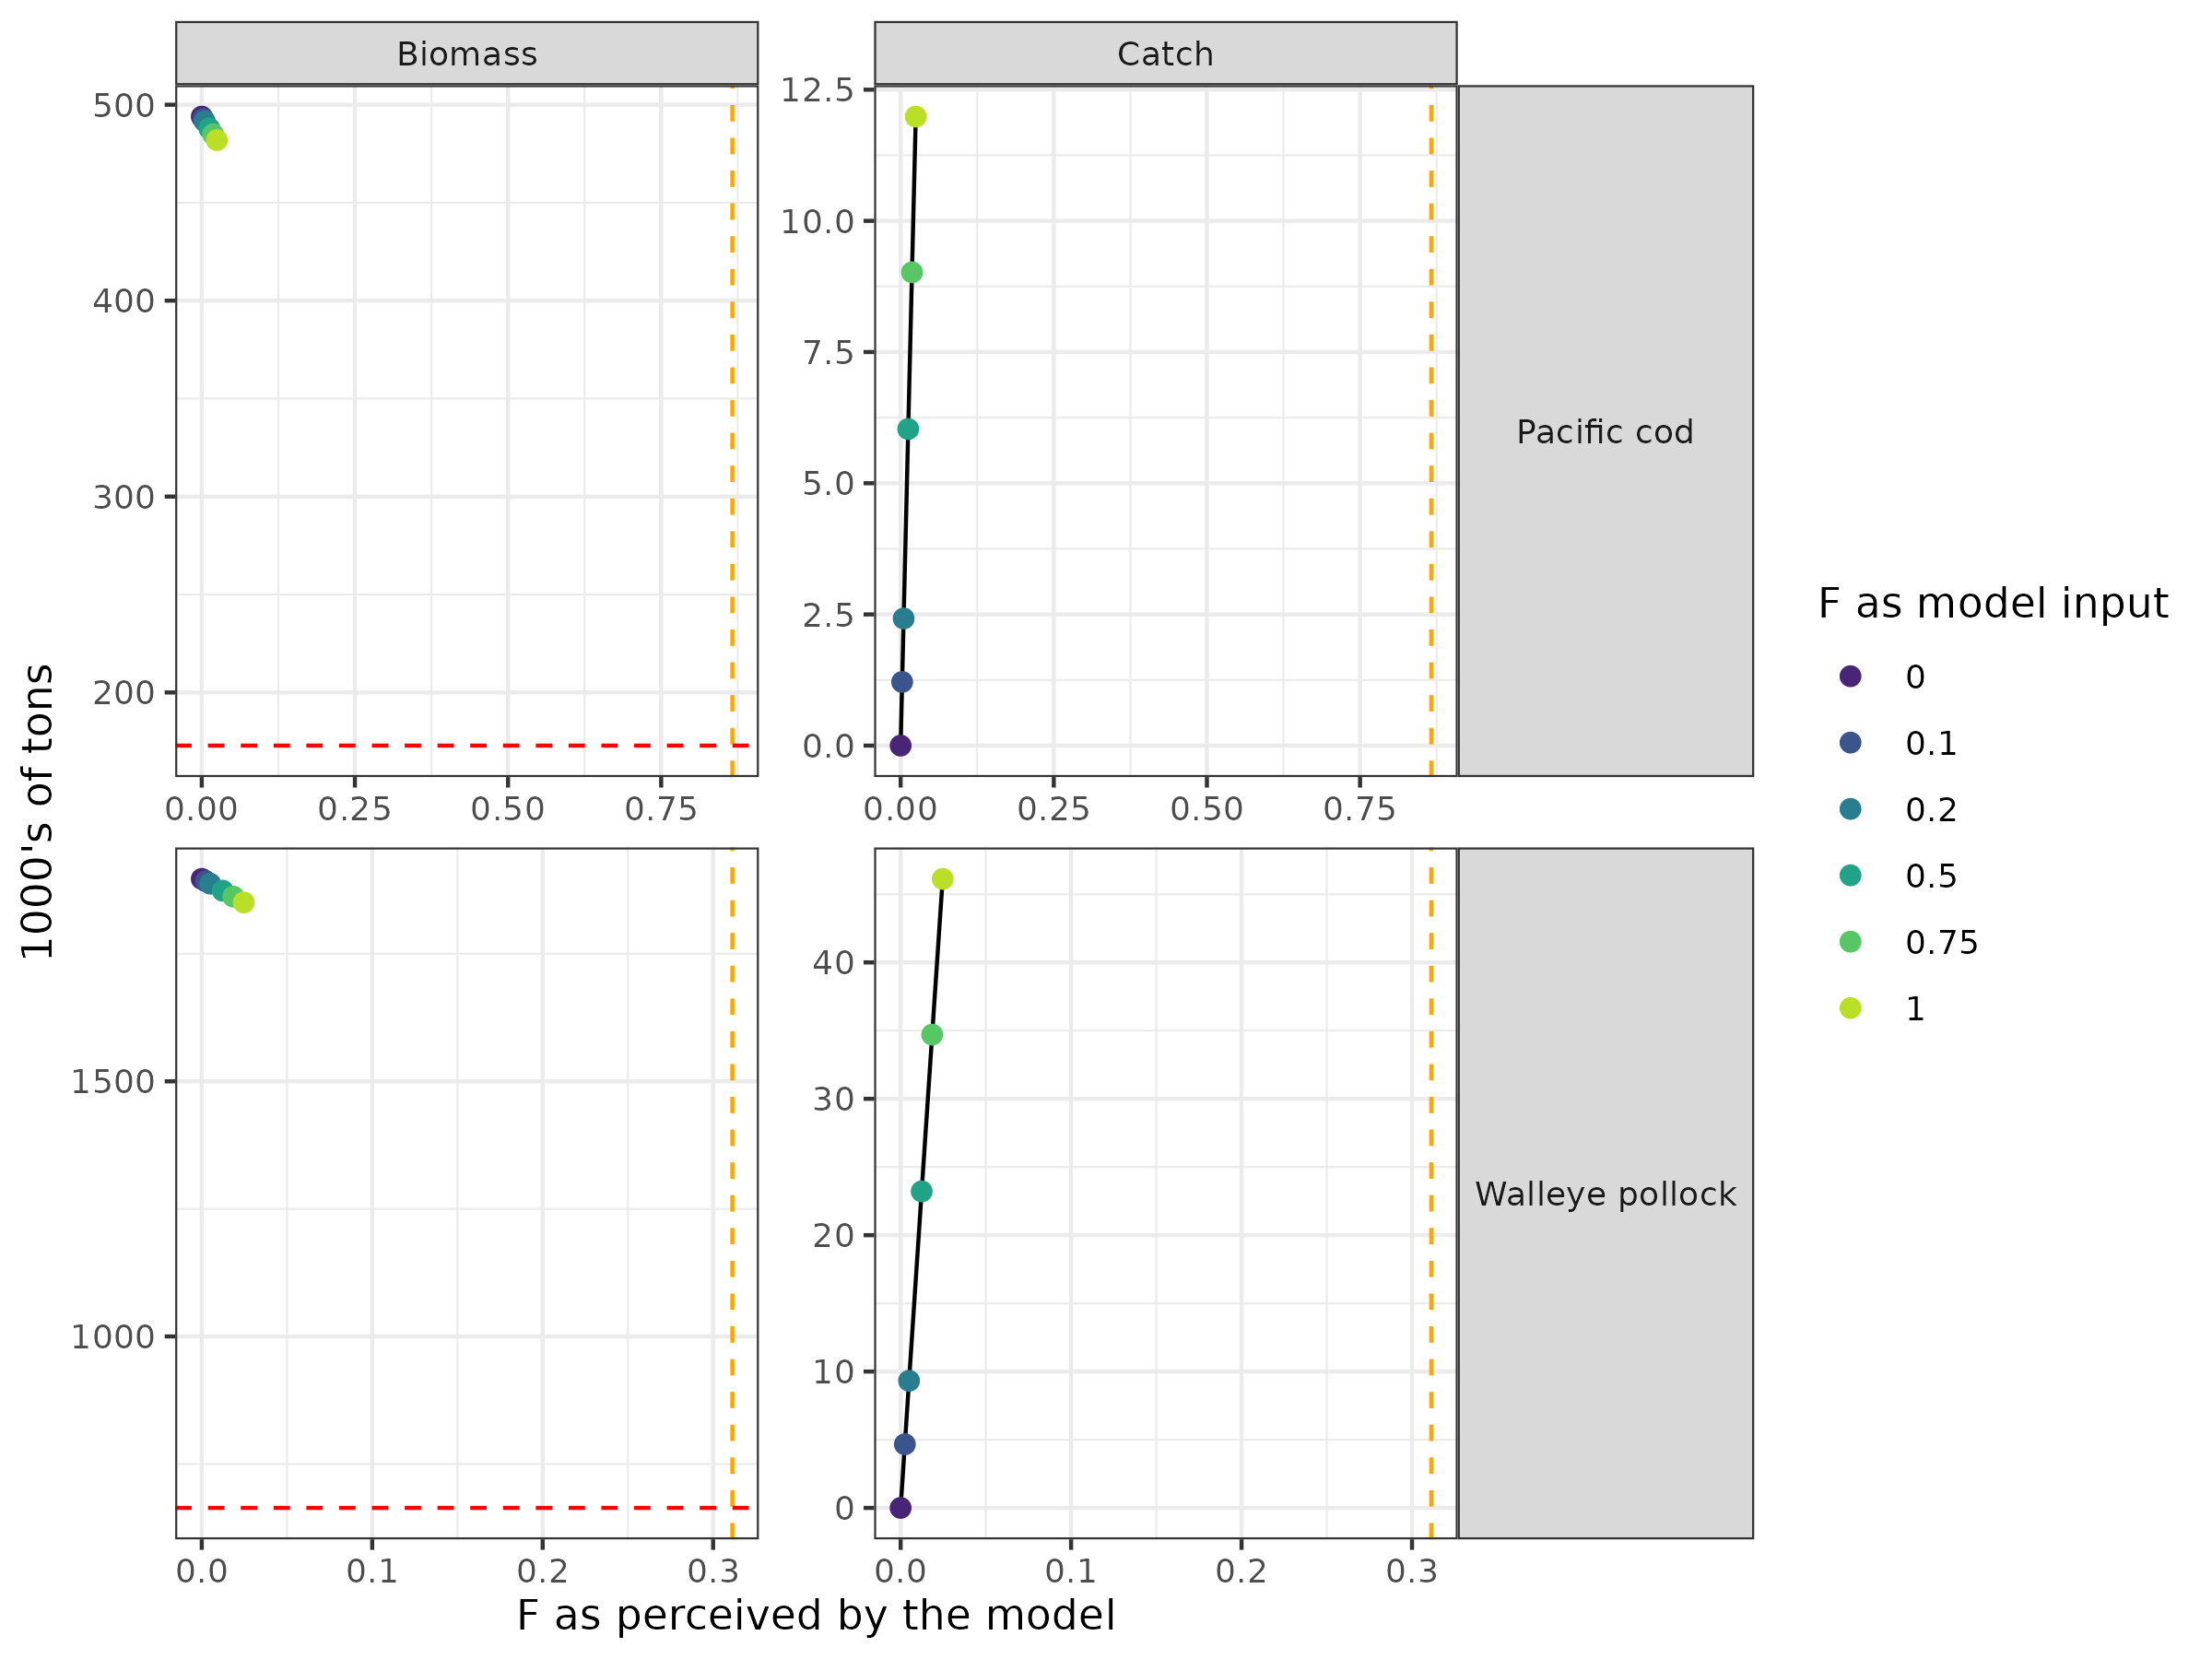 Biomass
Catch
500
400
300
200
12.5
10.0
7.5
5.0
2.5
0.0
Pacific cod
0.00 0.25 0.50 0.75
0.00 0.25 0.50 0.75
1500
1000
40
30
20
10
0
Walleye pollock
0.0 0.1 0.2 0.3
0.0 0.1 0.2 0.3
F as perceived by the model
1000's of tons
F as model input
0
0.1
0.2
0.5
0.75
1